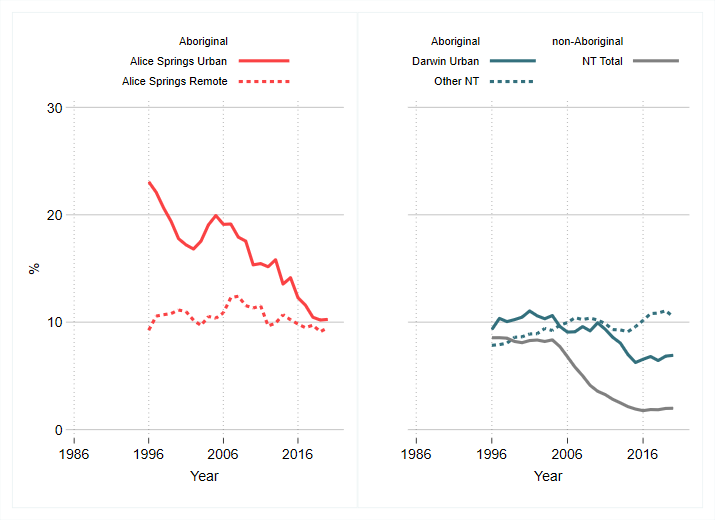 Aboriginal
Alice Springs Urban
Alice Springs Remote
Aboriginal non-Aboriginal
Darwin Urban NT Total
Other NT
30
20
10
0
%
1986 1996 2006 2016
Year
1986 1996 2006 2016
Year